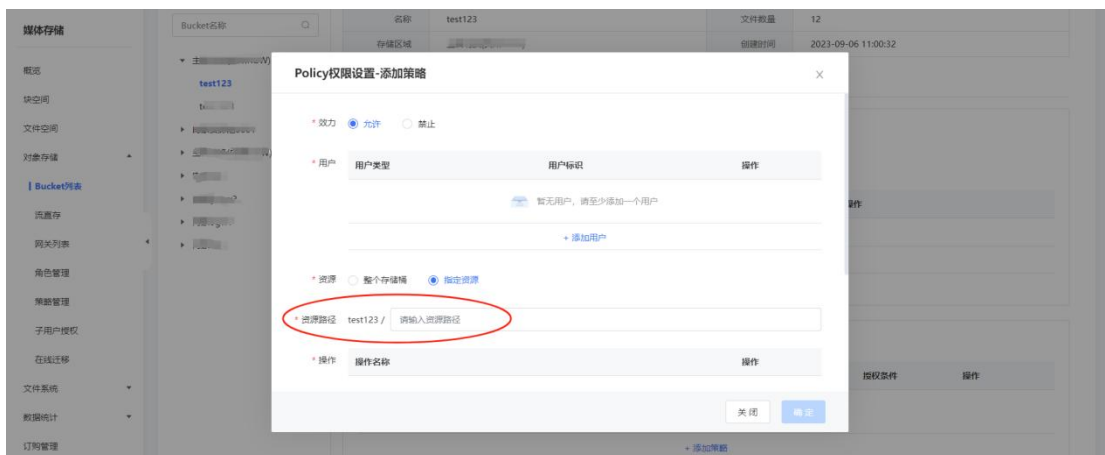 媒体存储
概览
块空间
文件空间
对象存储
Bucket列表
流直存
网关列表
角色管理
策略管理
子用户授权
在线迁移
文件系统
数据统计
订购管理
Bucket名称
test123
名称 test123 文件数量 12
存储区域 创建时间 2023-09-06 11:00:32
Policy权限设置-添加策略
* 效力 允许 禁止
* 用户 用户类型 用户标识 操作
暂无用户，请至少添加一个用户
+ 添加用户
* 资源 整个存储桶 指定资源
* 资源路径 test123 / 请输入资源路径
* 操作 操作名称 操作
关闭 确定
操作
授权条件 操作
+ 添加策略